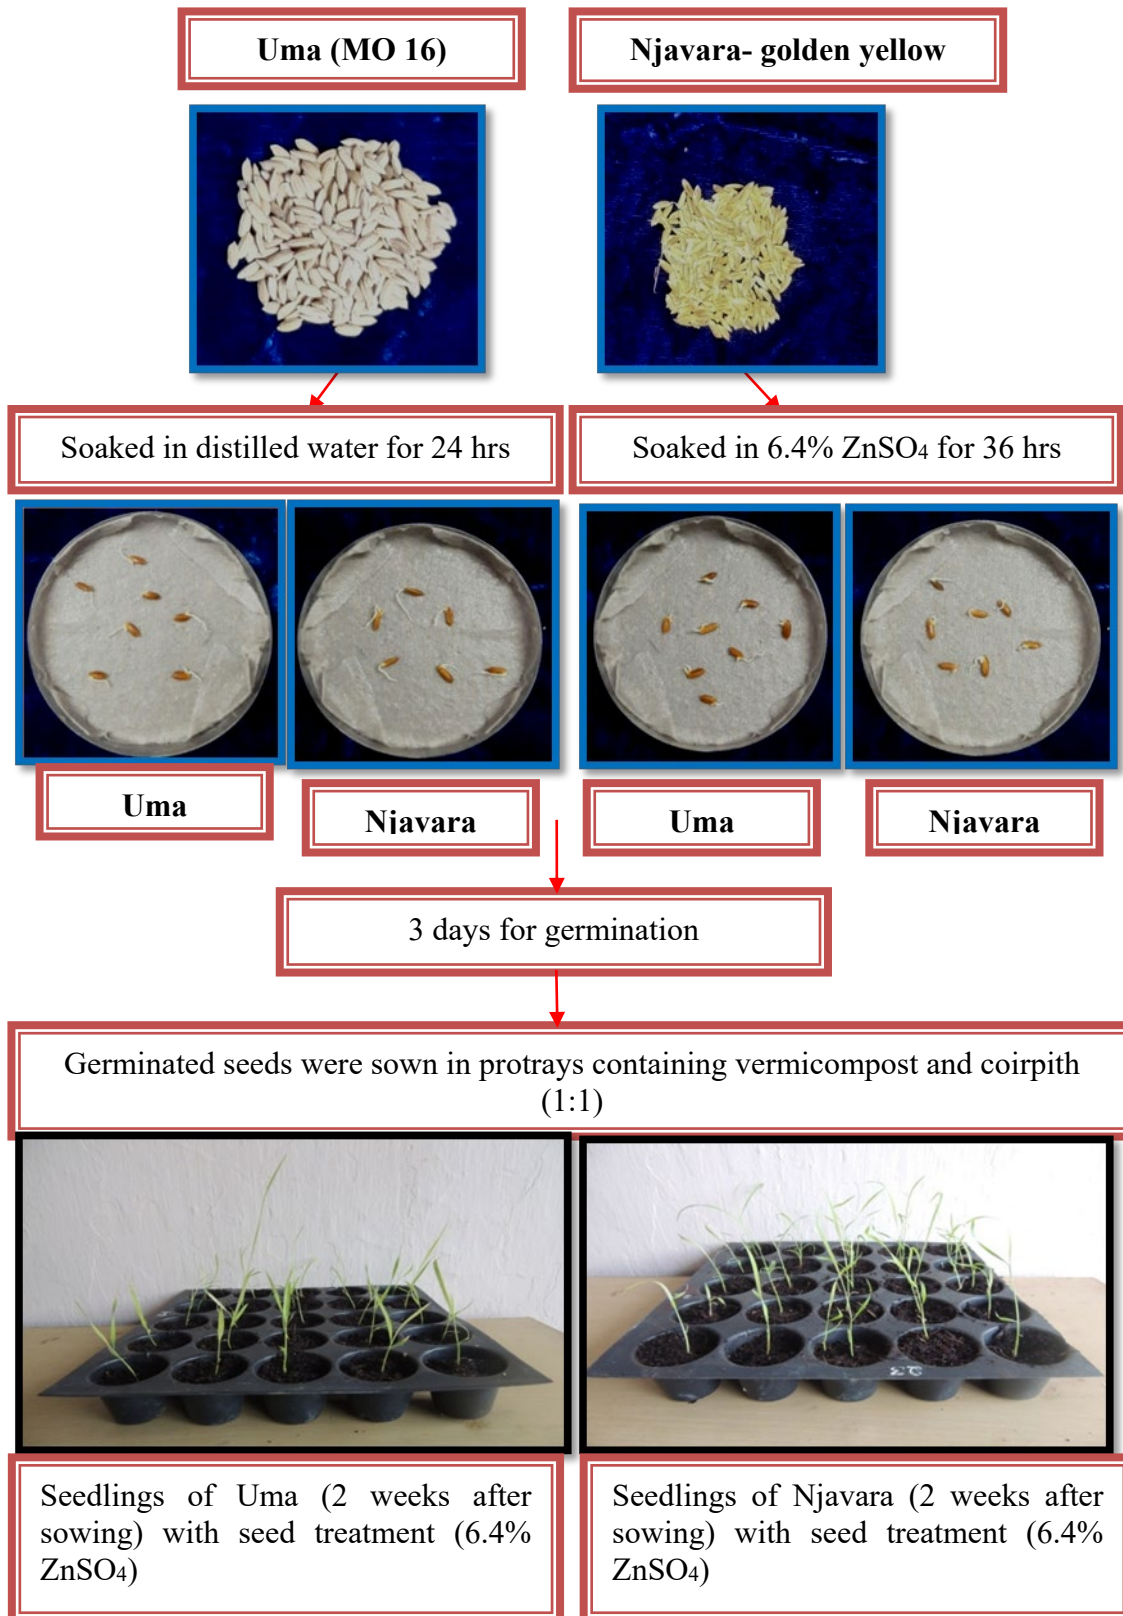 Uma (MO 16)
Njavara- golden yellow
Soaked in distilled water for 24 hrs
Soaked in 6.4% ZnSO₄ for 36 hrs
Uma
Njavara
Uma
Njavara
3 days for germination
Germinated seeds were sown in protrays containing vermicompost and coirpith
(1:1)
23
Seedlings of Uma (2 weeks after
sowing) with seed treatment (6.4%
ZnSO₄)
Seedlings of Njavara (2 weeks after
sowing) with seed treatment (6.4%
ZnSO₄)